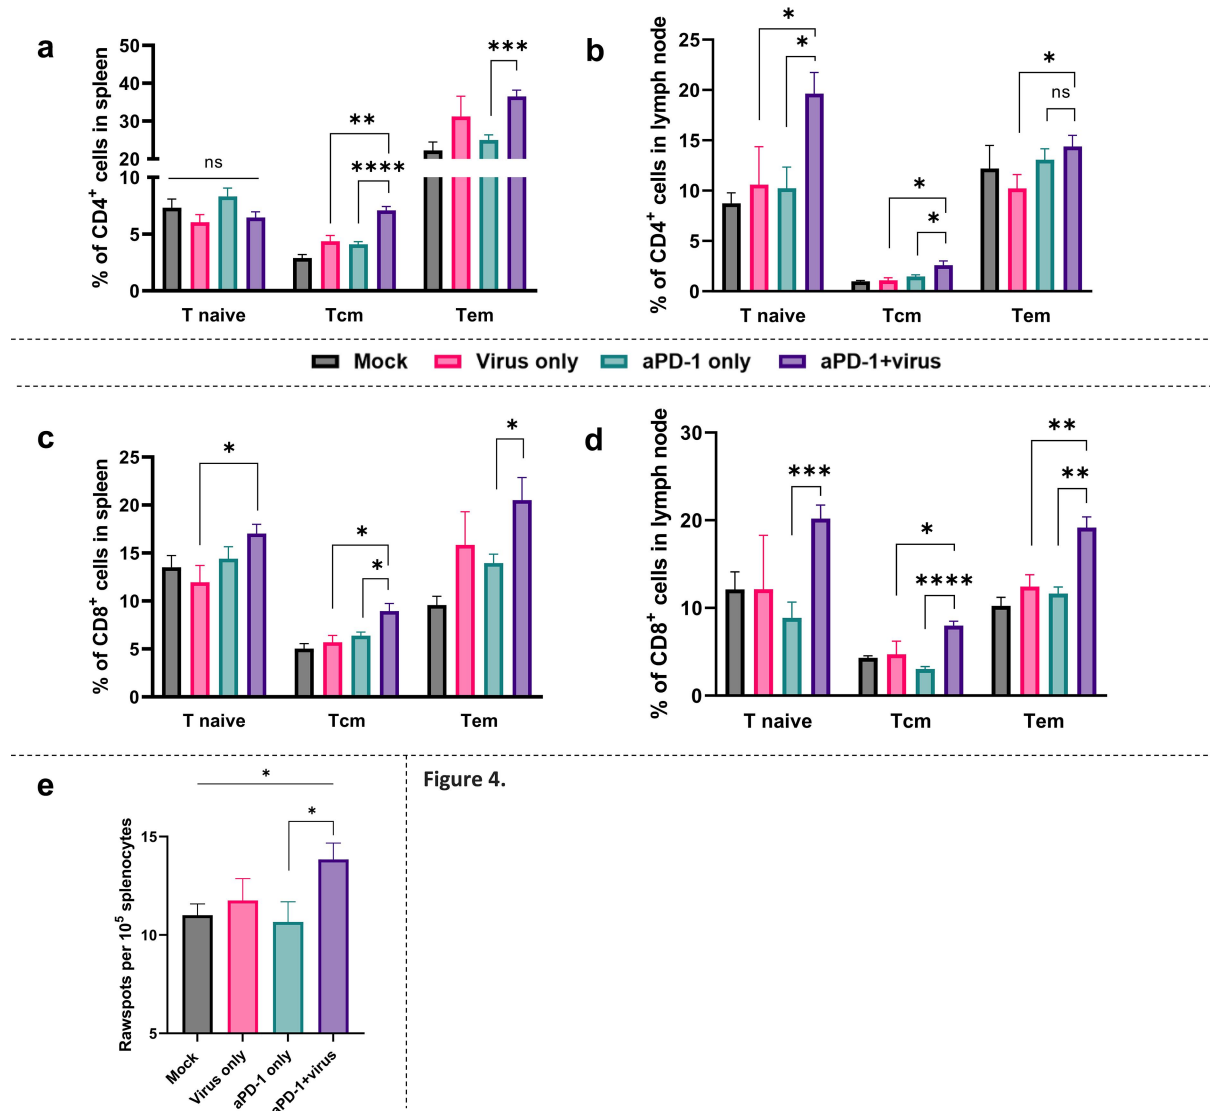 a
% of CD4+ cells in spleen
50
40
30
20
10
5
0
ns
**
****
***
T naive
Tcm
Tem
b
% of CD4+ cells in lymph node
25
20
15
10
5
0
*
*
*
*
*
ns
T naive
Tcm
Tem
Mock
Virus only
aPD-1 only
aPD-1+virus
c
% of CD8+ cells in spleen
25
20
15
10
5
0
*
*
*
*
T naive
Tcm
Tem
d
% of CD8+ cells in lymph node
30
20
10
0
***
*
****
**
**
T naive
Tcm
Tem
e
Rawspots per 10^5 splenocytes
15
10
5
*
*
Mock
Virus only
aPD-1 only
aPD-1+virus
Figure 4.